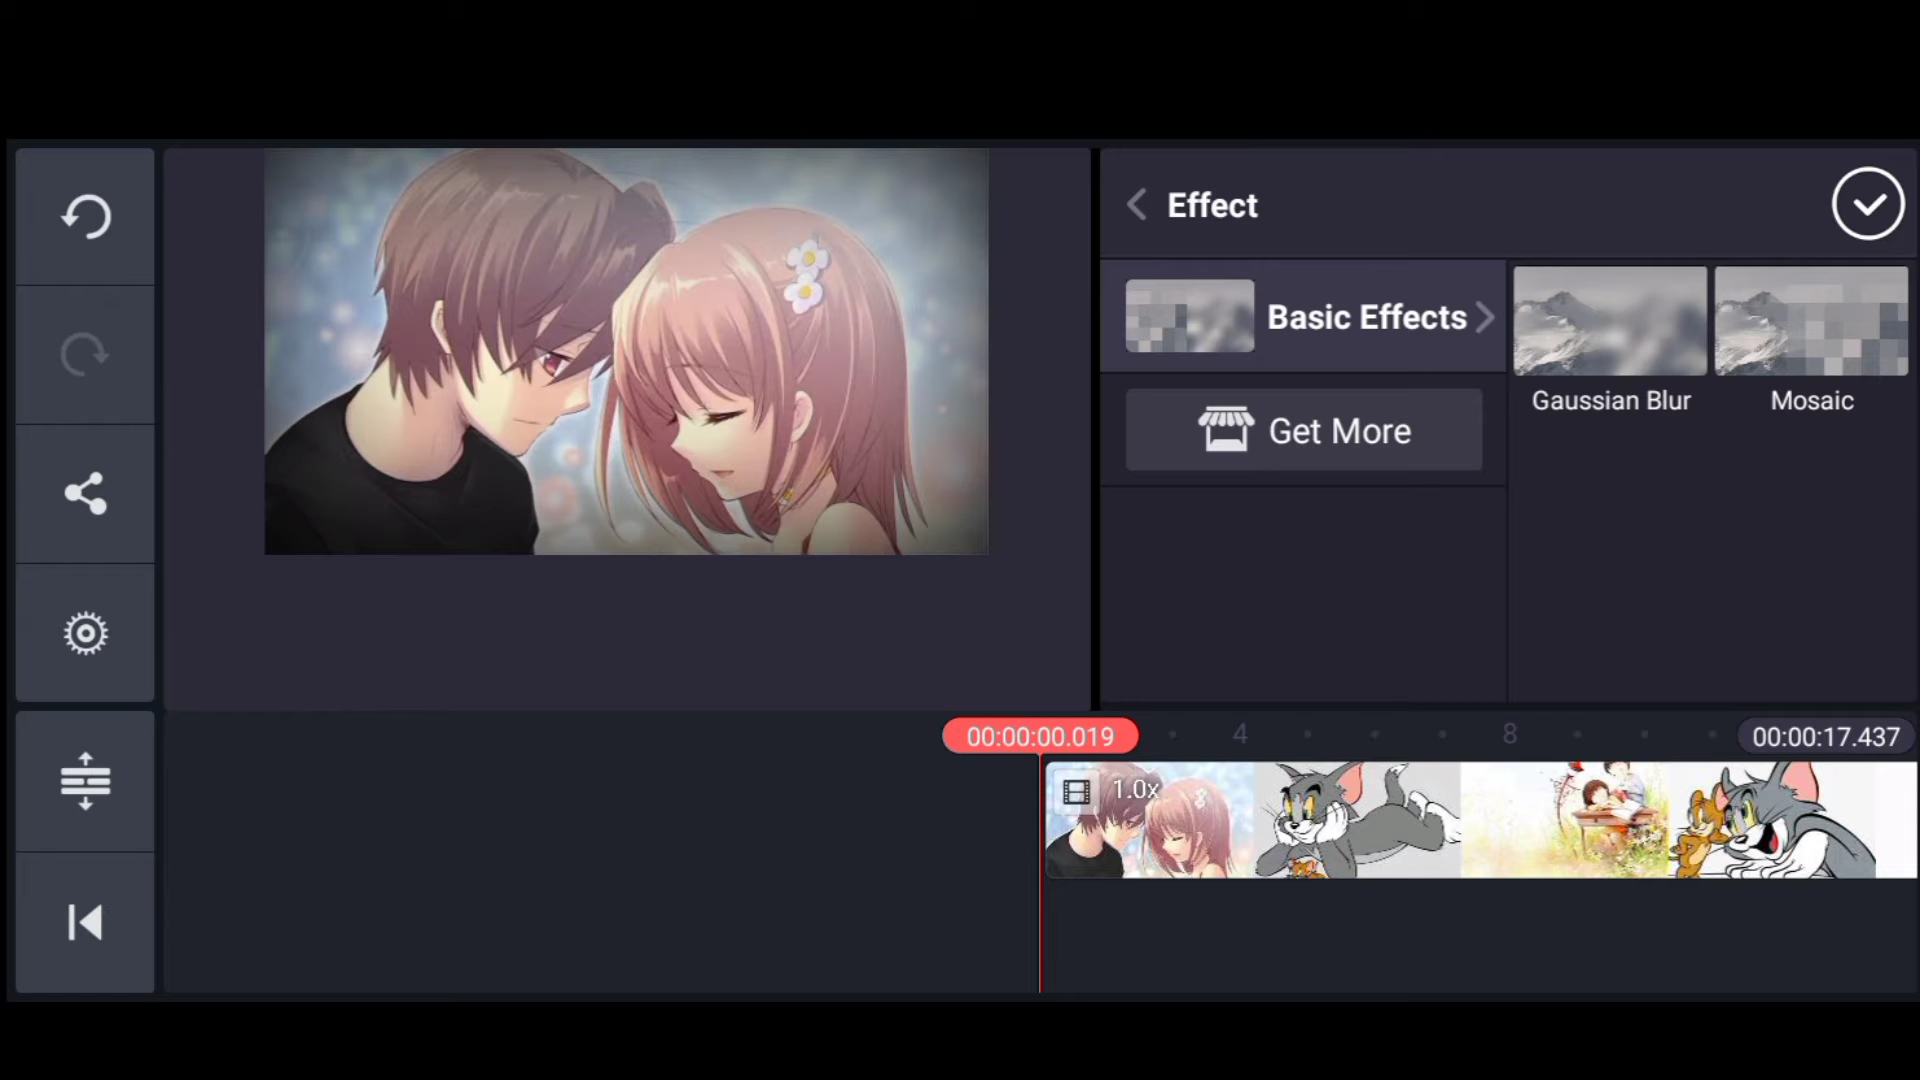 Effect
Basic Effects
Get More
Gaussian Blur
Mosaic
00:00:00.019
4
8
00:00:17.437
1.0x